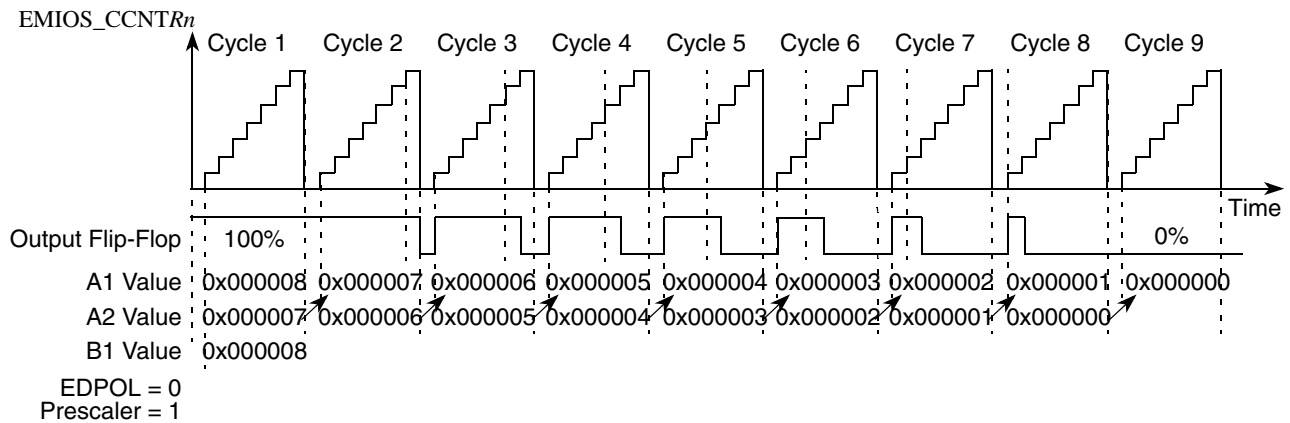 EMIOS_CCNTRn
Cycle 1 Cycle 2 Cycle 3 Cycle 4 Cycle 5 Cycle 6 Cycle 7 Cycle 8 Cycle 9
Time
Output Flip-Flop 100% 0%
A1 Value 0x000008 0x000007 0x000006 0x000005 0x000004 0x000003 0x000002 0x000001 0x000000
A2 Value 0x000007 0x000006 0x000005 0x000004 0x000003 0x000002 0x000001 0x000000
B1 Value 0x000008
EDPOL = 0
Prescaler = 1